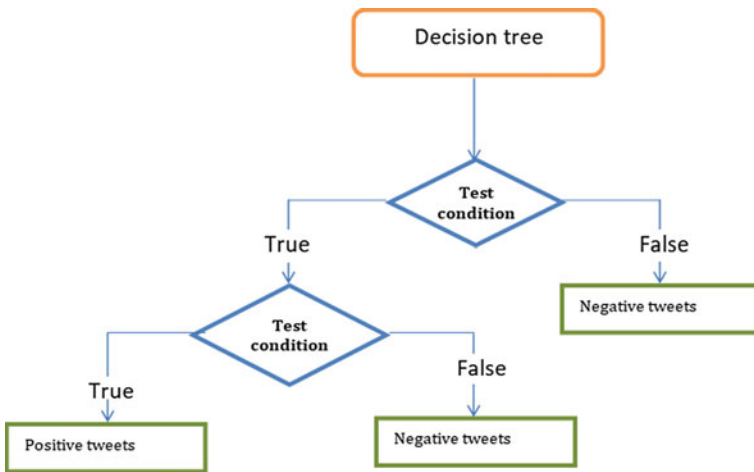 Decision tree
Test
condition
True
False
Negative tweets
Test
condition
True
False
Positive tweets
Negative tweets